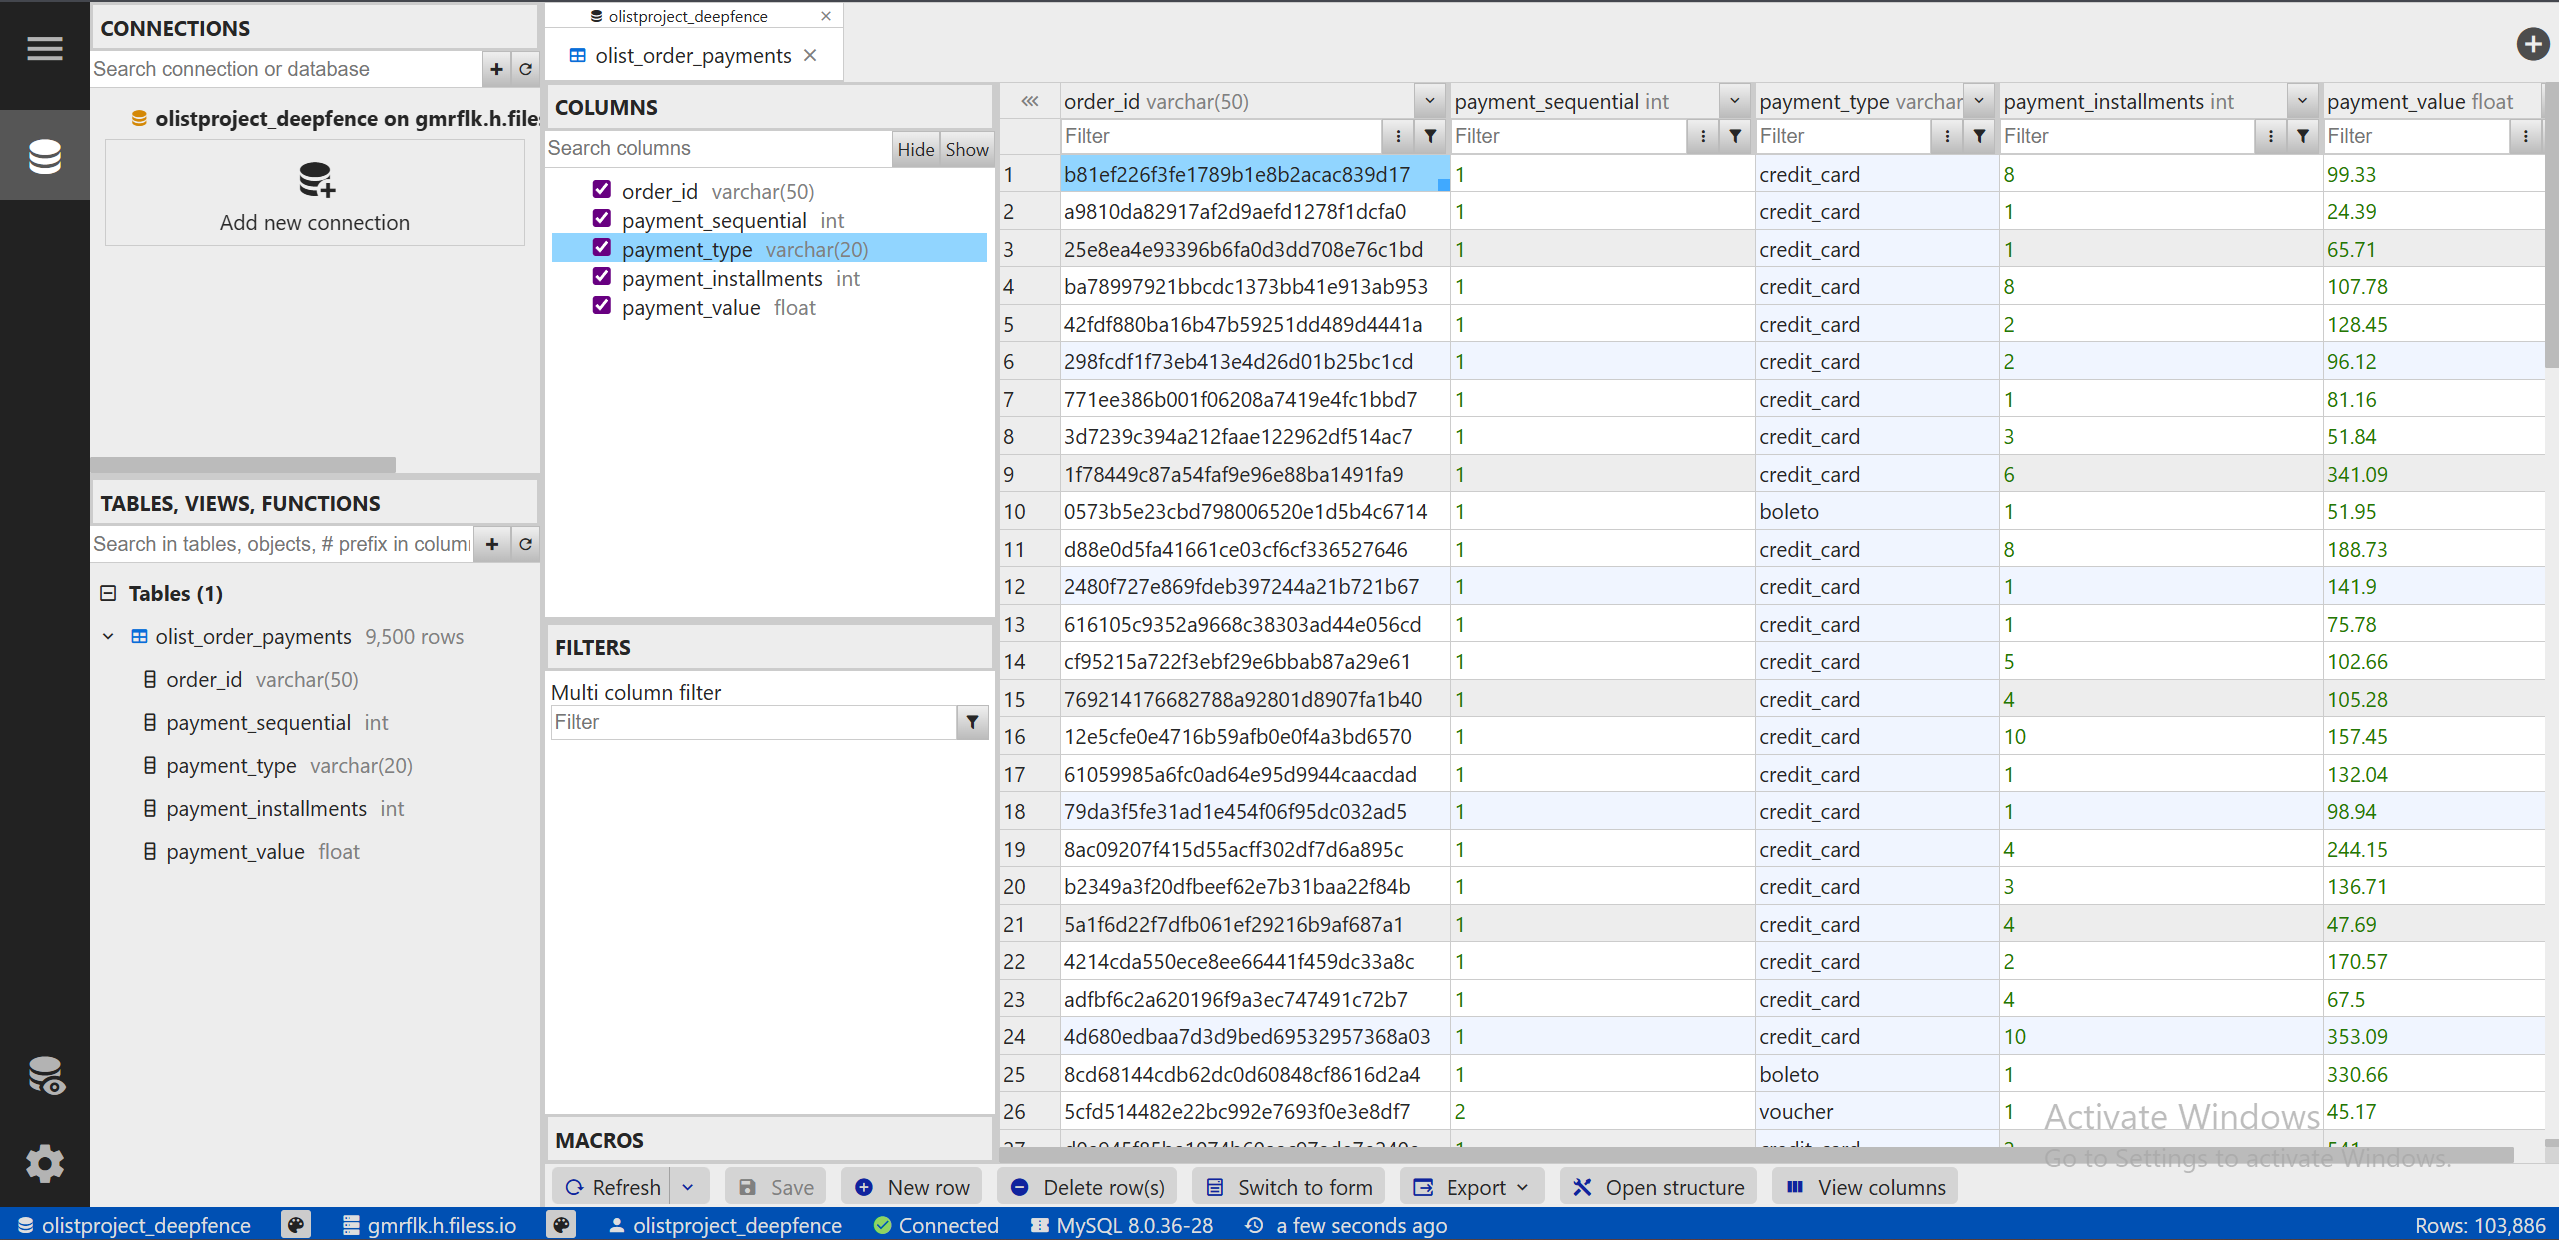 CONNECTIONS
Search connection or database
olistproject_deepfence on gmrflk.h.files
Add new connection
TABLES, VIEWS, FUNCTIONS
Search in tables, objects, # prefix in colum
Tables (1)
olist_order_payments 9,500 rows
order_id varchar(50)
payment_sequential int
payment_type varchar(20)
payment_installments int
payment_value float
olistproject_deepfence
olist_order_payments
COLUMNS
Search columns Hide Show
order_id varchar(50)
payment_sequential int
payment_type varchar(20)
payment_installments int
payment_value float
FILTERS
Multi column filter
Filter
MACROS
order_id varchar(50) payment_sequential int payment_type varchar payment_installments int payment_value float
Filter Filter Filter Filter Filter
1 b81ef226f3fe1789b1e8b2acac839d17 1 credit_card 8 99.33
2 a9810da82917af2d9aefd1278f1dcfa0 1 credit_card 1 24.39
3 25e8ea4e93396b6fa0d3dd708e76c1bd 1 credit_card 1 65.71
4 ba78997921bbcdc1373bb41e913ab953 1 credit_card 8 107.78
5 42fdf880ba16b47b59251dd489d4441a 1 credit_card 2 128.45
6 298fcdf1f73eb413e4d26d01b25bc1cd 1 credit_card 2 96.12
7 771ee386b001f06208a7419e4fc1bbd7 1 credit_card 1 81.16
8 3d7239c394a212faae122962df514ac7 1 credit_card 3 51.84
9 1f78449c87a54faf9e96e88ba1491fa9 1 credit_card 6 341.09
10 0573b5e23cbd798006520e1d5b4c6714 1 boleto 1 51.95
11 d88e0d5fa41661ce03cf6cf336527646 1 credit_card 8 188.73
12 2480f727e869fdeb397244a21b721b67 1 credit_card 1 141.9
13 616105c9352a9668c38303ad44e056cd 1 credit_card 1 75.78
14 cf95215a722f3ebf29e6bbab87a29e61 1 credit_card 5 102.66
15 769214176682788a92801d8907fa1b40 1 credit_card 4 105.28
16 12e5cfe0e4716b59afb0e0f4a3bd6570 1 credit_card 10 157.45
17 61059985a6fc0ad64e95d9944caacdad 1 credit_card 1 132.04
18 79da3f5fe31ad1e454f06f95dc032ad5 1 credit_card 1 98.94
19 8ac09207f415d55acff302df7d6a895c 1 credit_card 4 244.15
20 b2349a3f20dfbeef62e7b31baa22f84b 1 credit_card 3 136.71
21 5a1f6d22f7dfb061ef29216b9af687a1 1 credit_card 4 47.69
22 4214cda550ece8ee66441f459dc33a8c 1 credit_card 2 170.57
23 adfbf6c2a620196f9a3ec747491c72b7 1 credit_card 4 67.5
24 4d680edbaa7d3d9bed69532957368a03 1 credit_card 10 353.09
25 8cd68144cdb62dc0d60848cf8616d2a4 1 boleto 1 330.66
26 5cfd514482e22bc992e7693f0e3e8df7 2 voucher 1 45.17
Activate Windows
Go to Settings to activate Windows.
Refresh Save New row Delete row(s) Switch to form Export Open structure View columns
olistproject_deepfence gmrflk.h.filess.io olistproject_deepfence Connected MySQL 8.0.36-28 a few seconds ago Rows: 103,886